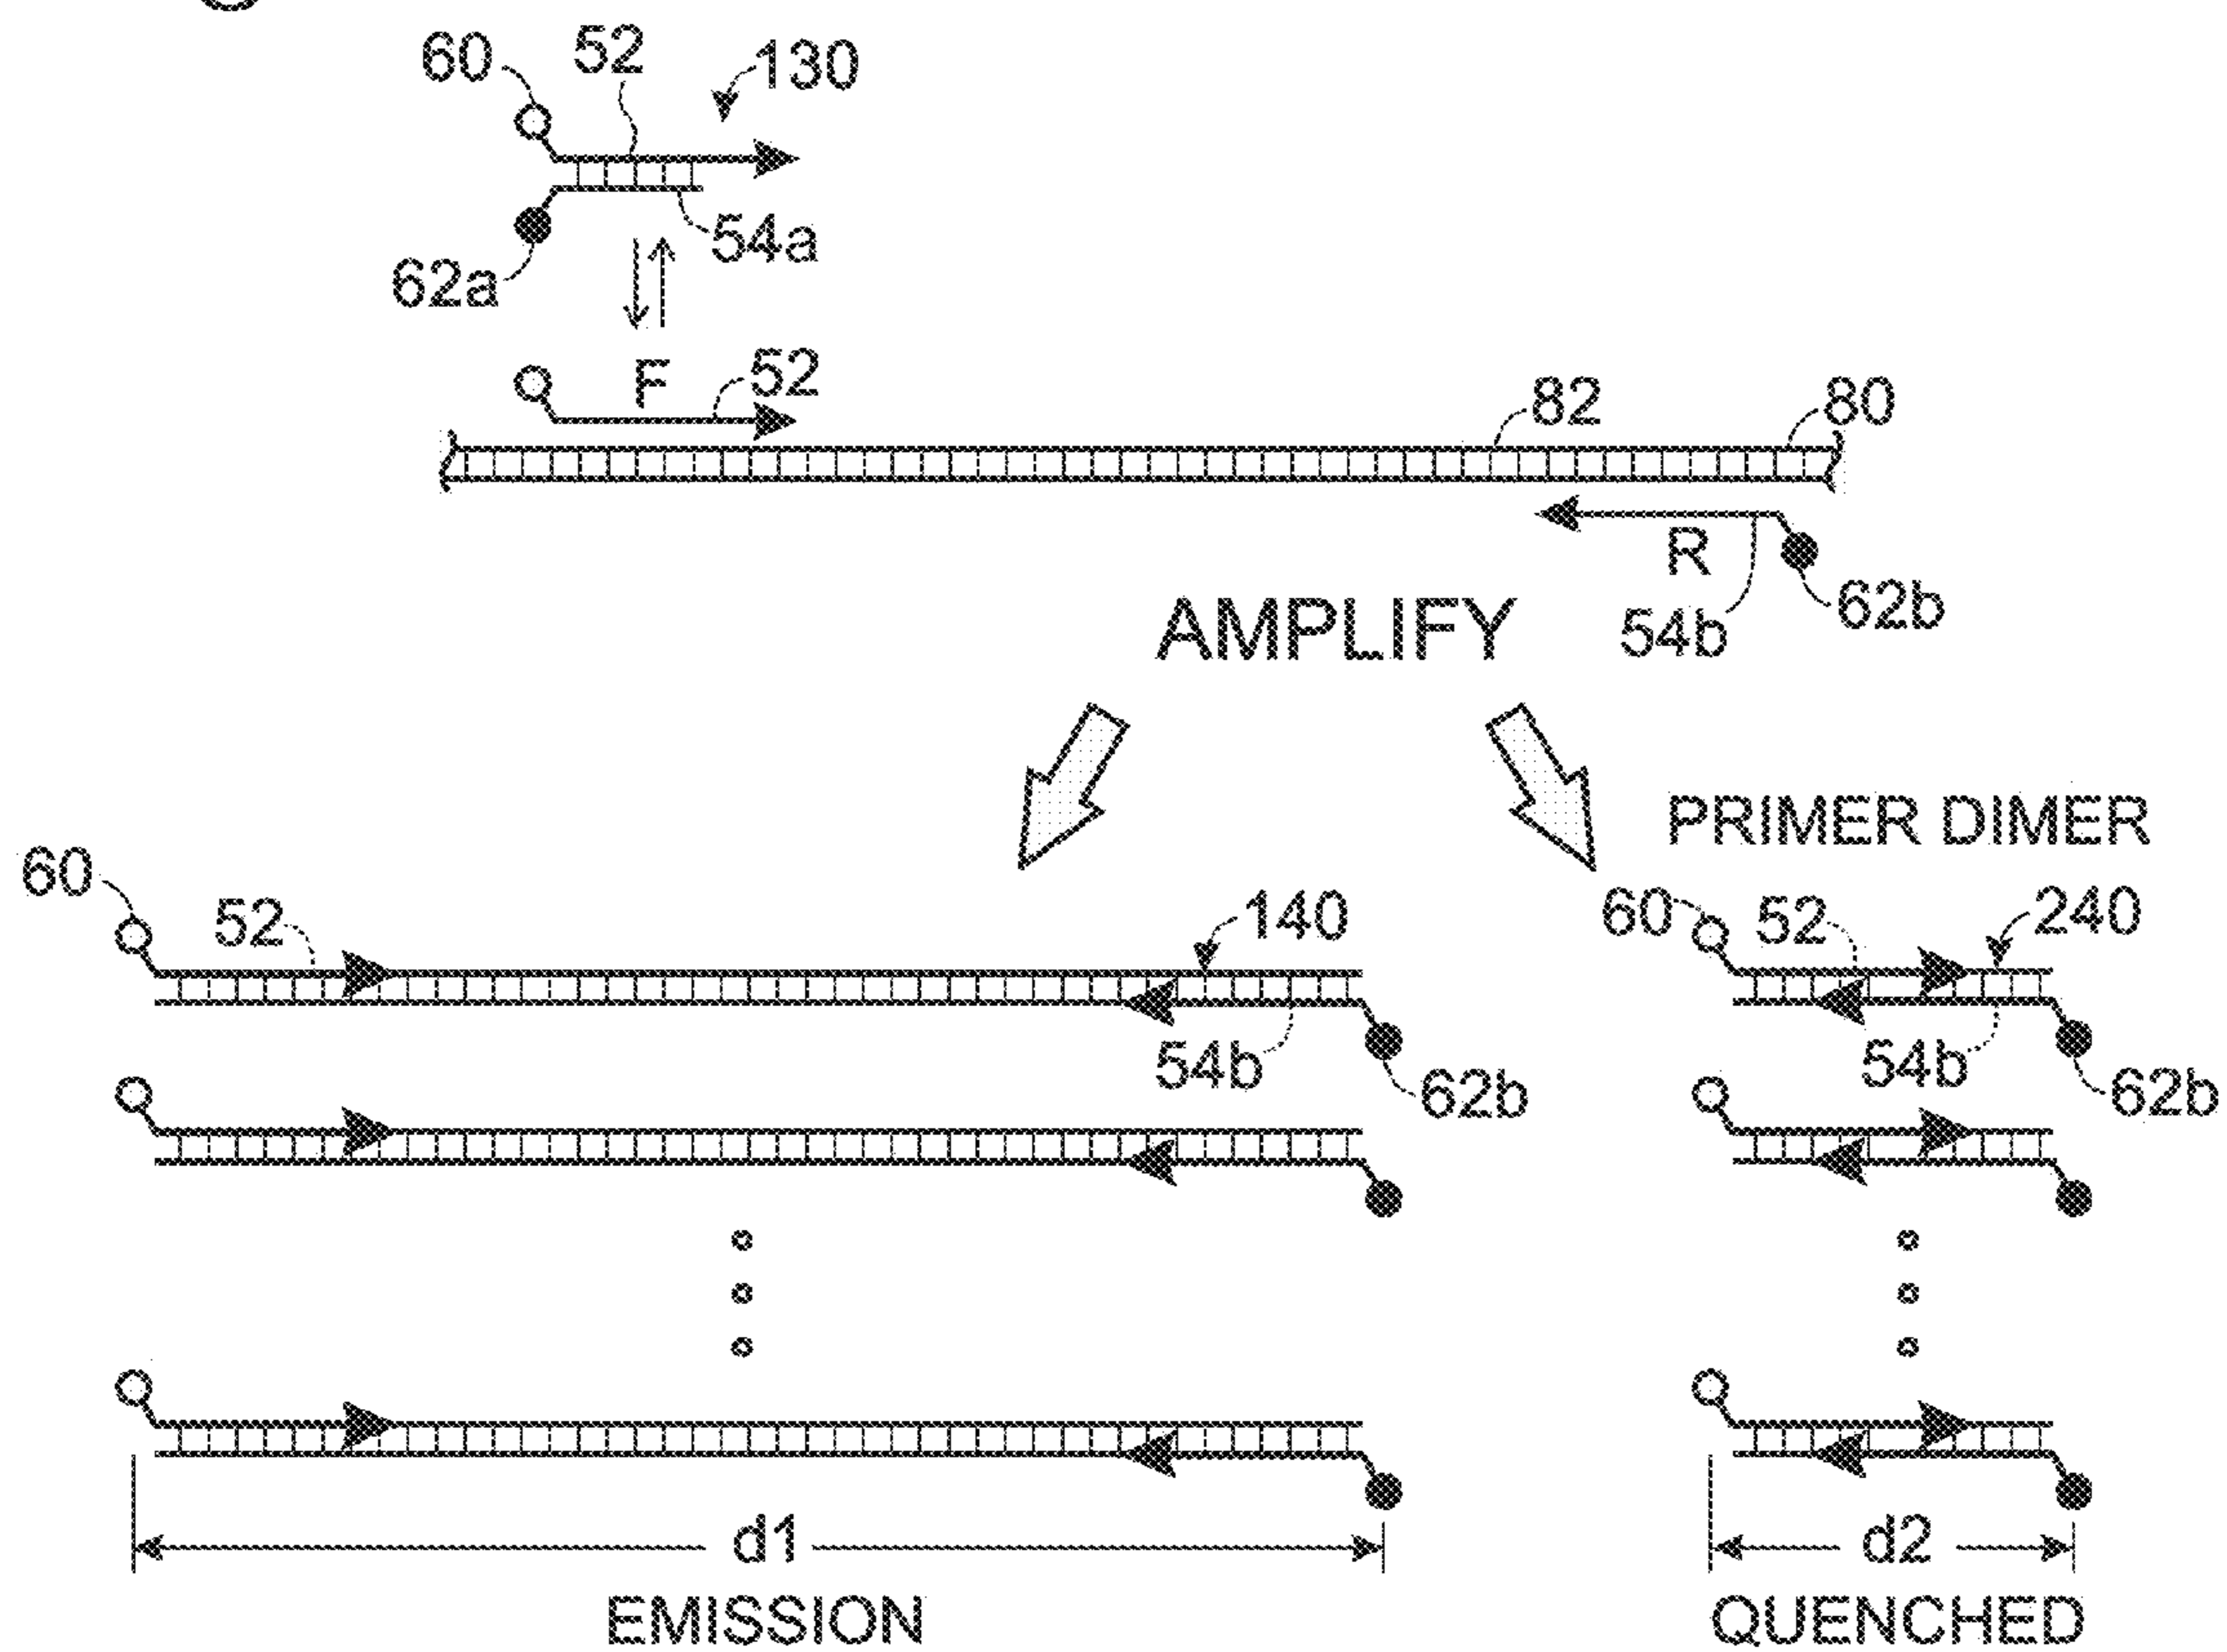 60 52 130
54a
62a
F 52 82 80
R
AMPLIFY 54b 62b
PRIMER DIMER
60 52 140 60 52 240
54b 62b 54b 62b
d1 d2
EMISSION QUENCHED